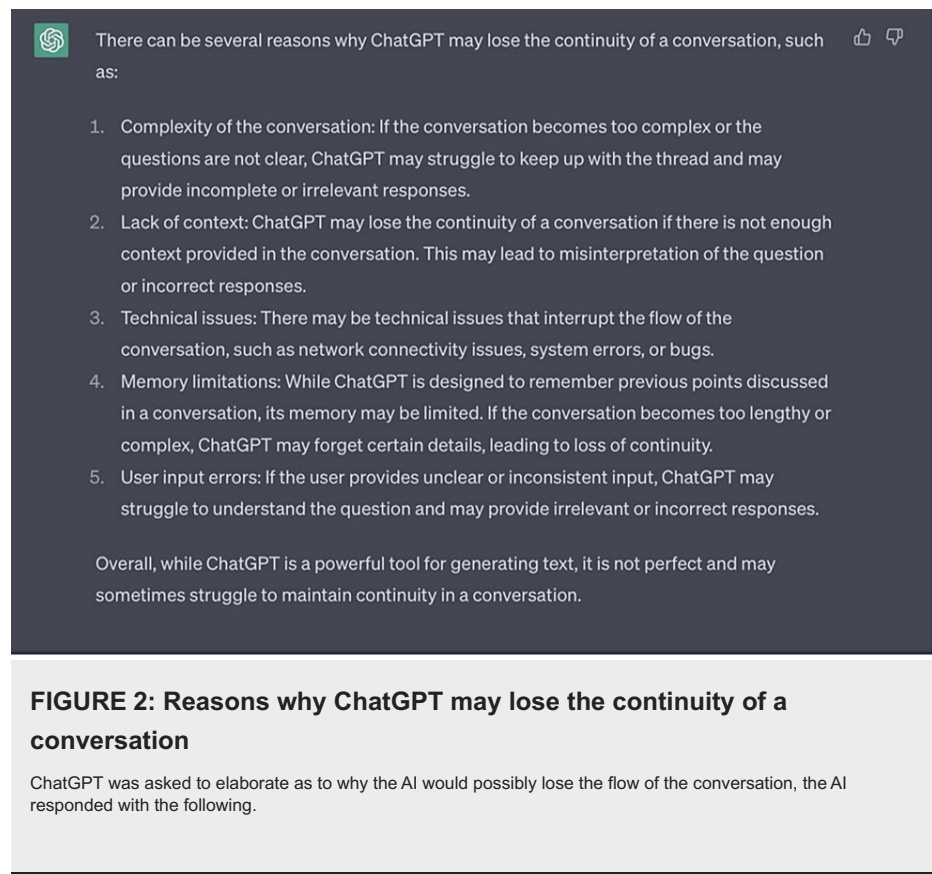 There can be several reasons why ChatGPT may lose the continuity of a conversation, such
as:
1. Complexity of the conversation: If the conversation becomes too complex or the
questions are not clear, ChatGPT may struggle to keep up with the thread and may
provide incomplete or irrelevant responses.
2. Lack of context: ChatGPT may lose the continuity of a conversation if there is not enough
context provided in the conversation. This may lead to misinterpretation of the question
or incorrect responses.
3. Technical issues: There may be technical issues that interrupt the flow of the
conversation, such as network connectivity issues, system errors, or bugs.
4. Memory limitations: While ChatGPT is designed to remember previous points discussed
in a conversation, its memory may be limited. If the conversation becomes too lengthy or
complex, ChatGPT may forget certain details, leading to loss of continuity.
5. User input errors: If the user provides unclear or inconsistent input, ChatGPT may
struggle to understand the question and may provide irrelevant or incorrect responses.
Overall, while ChatGPT is a powerful tool for generating text, it is not perfect and may
sometimes struggle to maintain continuity in a conversation.
FIGURE 2: Reasons why ChatGPT may lose the continuity of a
conversation
ChatGPT was asked to elaborate as to why the AI would possibly lose the flow of the conversation, the AI
responded with the following.